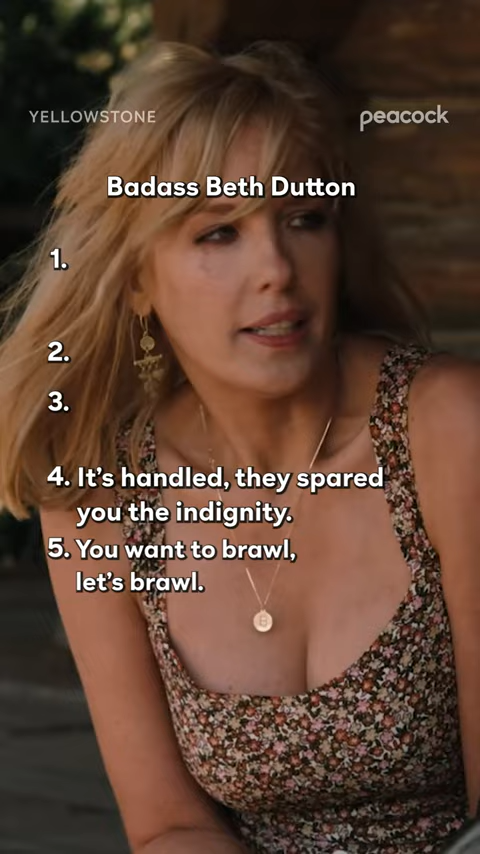 YELLOWSTONE
peacock
Badass Beth Dutton
1.
2.
3.
4. It's handled, they spared
you the indignity.
5. You want to brawl,
let's brawl.
B